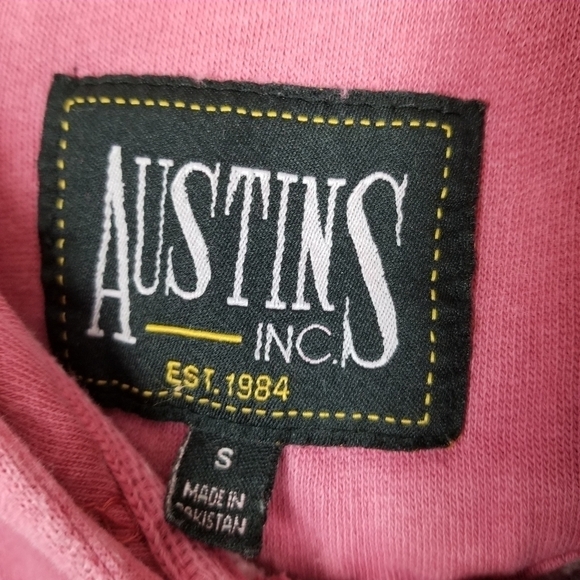 AUSTINS
INC.
EST. 1984
S
MADE IN
PAKISTAN